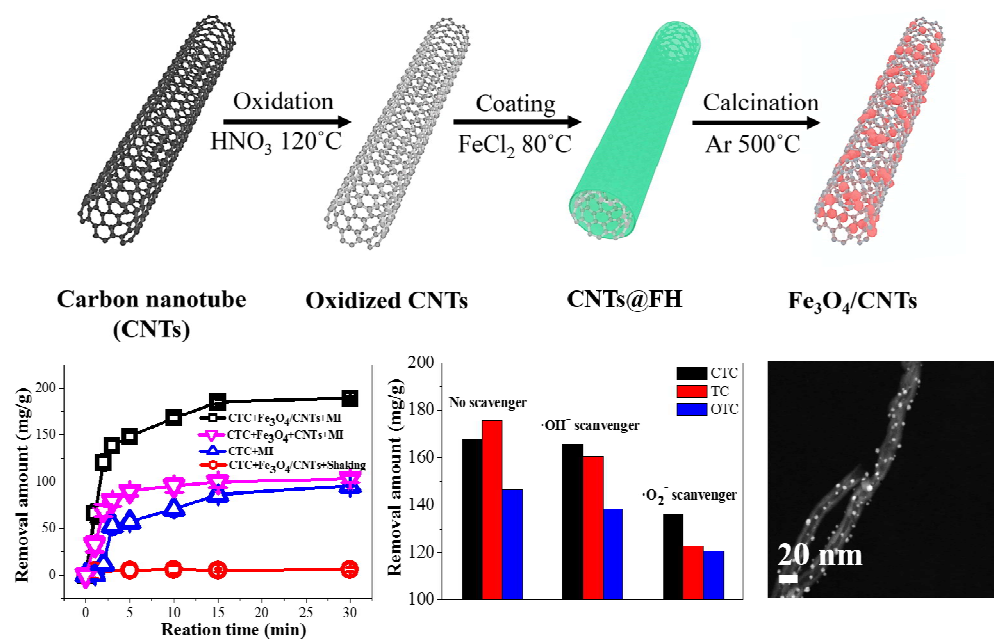 Oxidation
HNO₃ 120˚C
Coating
FeCl₂ 80˚C
Calcination
Ar 500˚C
Carbon nanotube
(CNTs)
Oxidized CNTs
CNTs@FH
Fe₃O₄/CNTs
Removal amount (mg/g)
200
150
100
50
0
CTC+Fe₃O₄/CNTs+MI
CTC+Fe₃O₄+CNTs+MI
CTC+MI
CTC+Fe₃O₄/CNTs+Shaking
0 5 10 15 20 25 30
Reation time (min)
Removal amount (mg/g)
200
180
160
140
120
100
No scavenger
·OH⁻ scanvenger
·O₂⁻ scanvenger
CTC
TC
OTC
20 nm